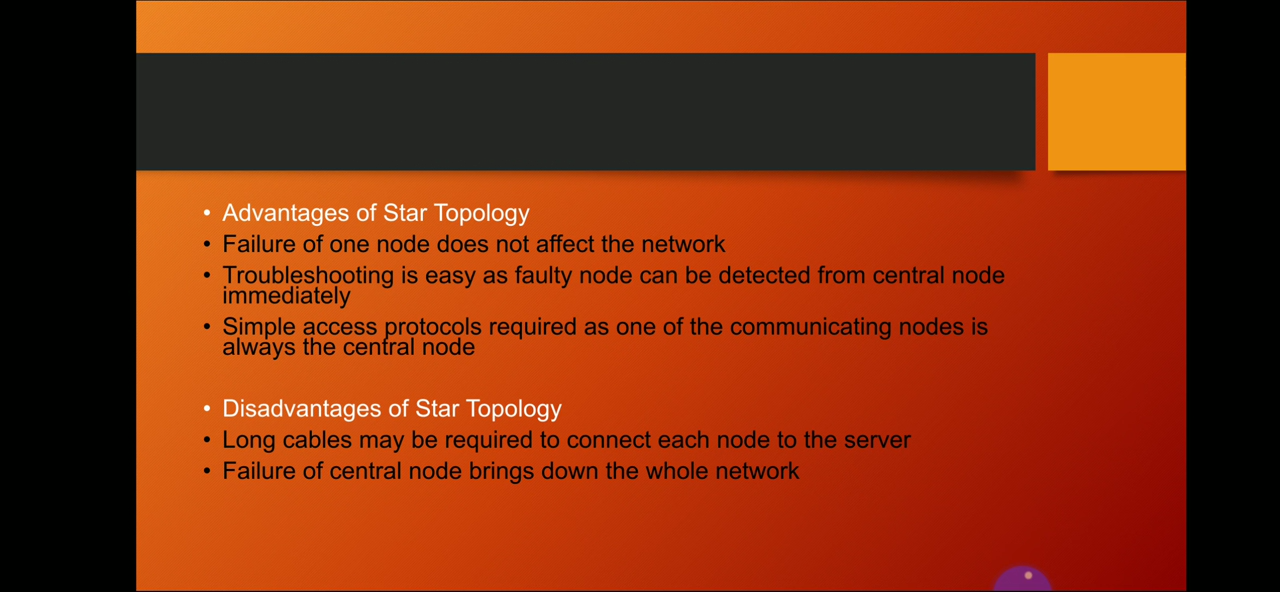 • Advantages of Star Topology
• Failure of one node does not affect the network
• Troubleshooting is easy as faulty node can be detected from central node
immediately
• Simple access protocols required as one of the communicating nodes is
always the central node
• Disadvantages of Star Topology
• Long cables may be required to connect each node to the server
• Failure of central node brings down the whole network